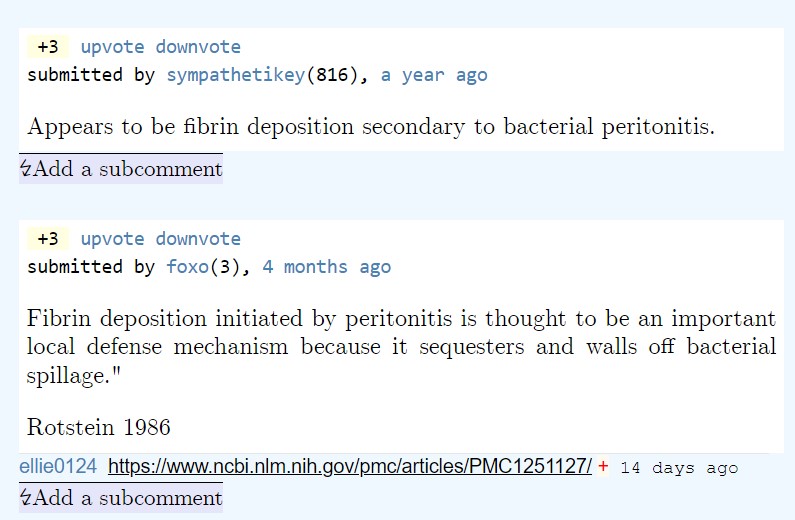 +3 upvote downvote
submitted by sympathetikey(816), a year ago
Appears to be fibrin deposition secondary to bacterial peritonitis.
↯Add a subcomment
+3 upvote downvote
submitted by foxo(3), 4 months ago
Fibrin deposition initiated by peritonitis is thought to be an important
local defense mechanism because it sequesters and walls off bacterial
spillage."
Rotstein 1986
ellie0124 https://www.ncbi.nlm.nih.gov/pmc/articles/PMC1251127/ + 14 days ago
↯Add a subcomment